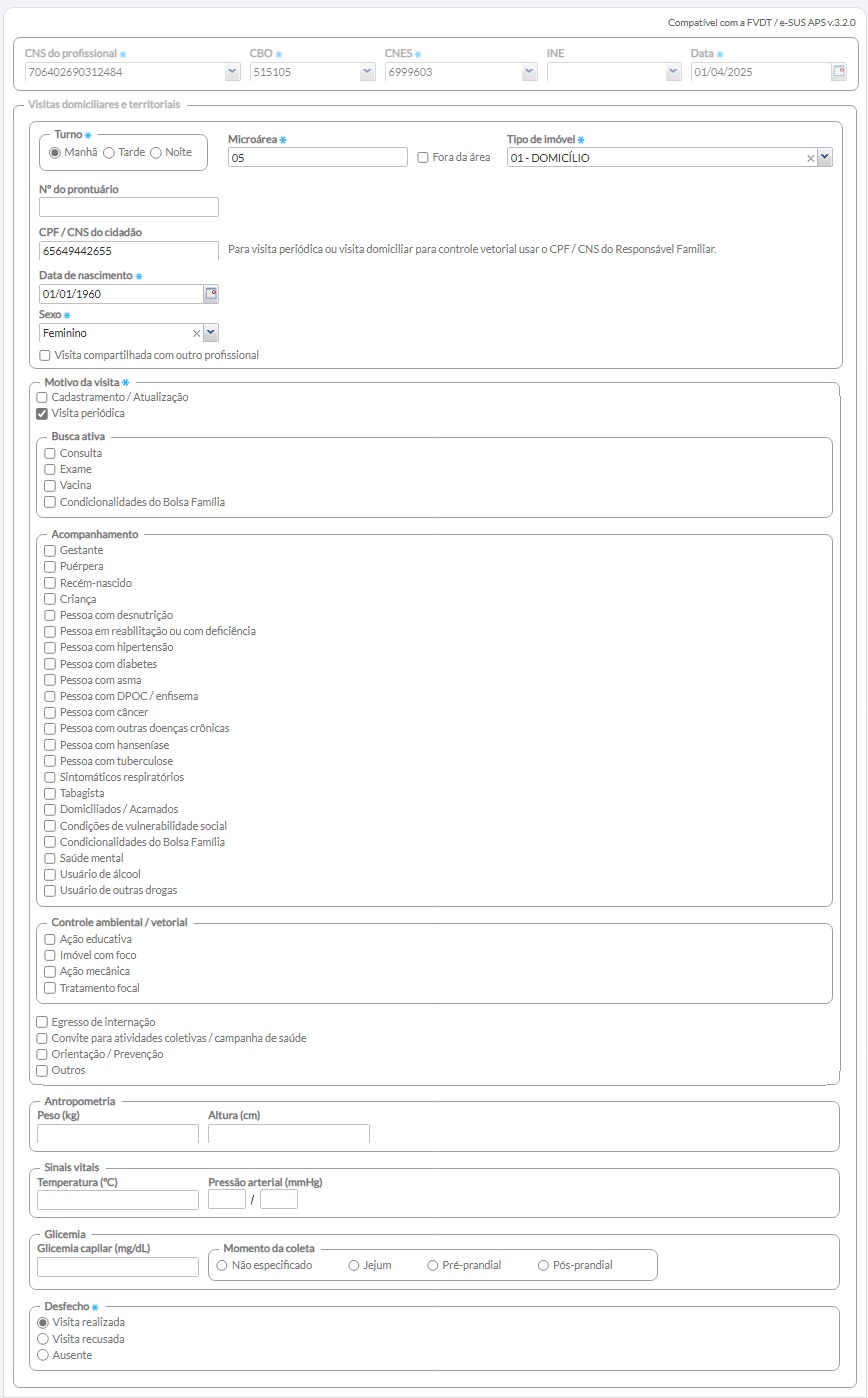 Compatível com a FVDT / e-SUS APS v.3.2.0
CNS do profissional * CBO * CNES * INE Data *
706402690312484 515105 6999603 01/04/2025
Visitas domiciliares e territoriais
Turno * Microárea * Tipo de imóvel *
Manhã Tarde Noite 05 Fora da área 01 - DOMICÍLIO
Nº do prontuário
CPF / CNS do cidadão
65649442655 Para visita periódica ou visita domiciliar para controle vetorial usar o CPF / CNS do Responsável Familiar.
Data de nascimento *
01/01/1960
Sexo *
Feminino
Visita compartilhada com outro profissional
Motivo da visita *
Cadastramento / Atualização
Visita periódica
Busca ativa
Consulta
Exame
Vacina
Condicionalidades do Bolsa Família
Acompanhamento
Gestante
Puérpera
Recém-nascido
Criança
Pessoa com desnutrição
Pessoa em reabilitação ou com deficiência
Pessoa com hipertensão
Pessoa com diabetes
Pessoa com asma
Pessoa com DPOC / enfisema
Pessoa com câncer
Pessoa com outras doenças crônicas
Pessoa com hanseníase
Pessoa com tuberculose
Sintomáticos respiratórios
Tabagista
Domiciliados / Acamados
Condições de vulnerabilidade social
Condicionalidades do Bolsa Família
Saúde mental
Usuário de álcool
Usuário de outras drogas
Controle ambiental / vetorial
Ação educativa
Imóvel com foco
Ação mecânica
Tratamento focal
Egresso de internação
Convite para atividades coletivas / campanha de saúde
Orientação / Prevenção
Outros
Antropometria
Peso (kg) Altura (cm)
Sinais vitais
Temperatura (ºC) Pressão arterial (mmHg)
/
Glicemia
Glicemia capilar (mg/dL) Momento da coleta
Não especificado Jejum Pré-prandial Pós-prandial
Desfecho *
Visita realizada
Visita recusada
Ausente